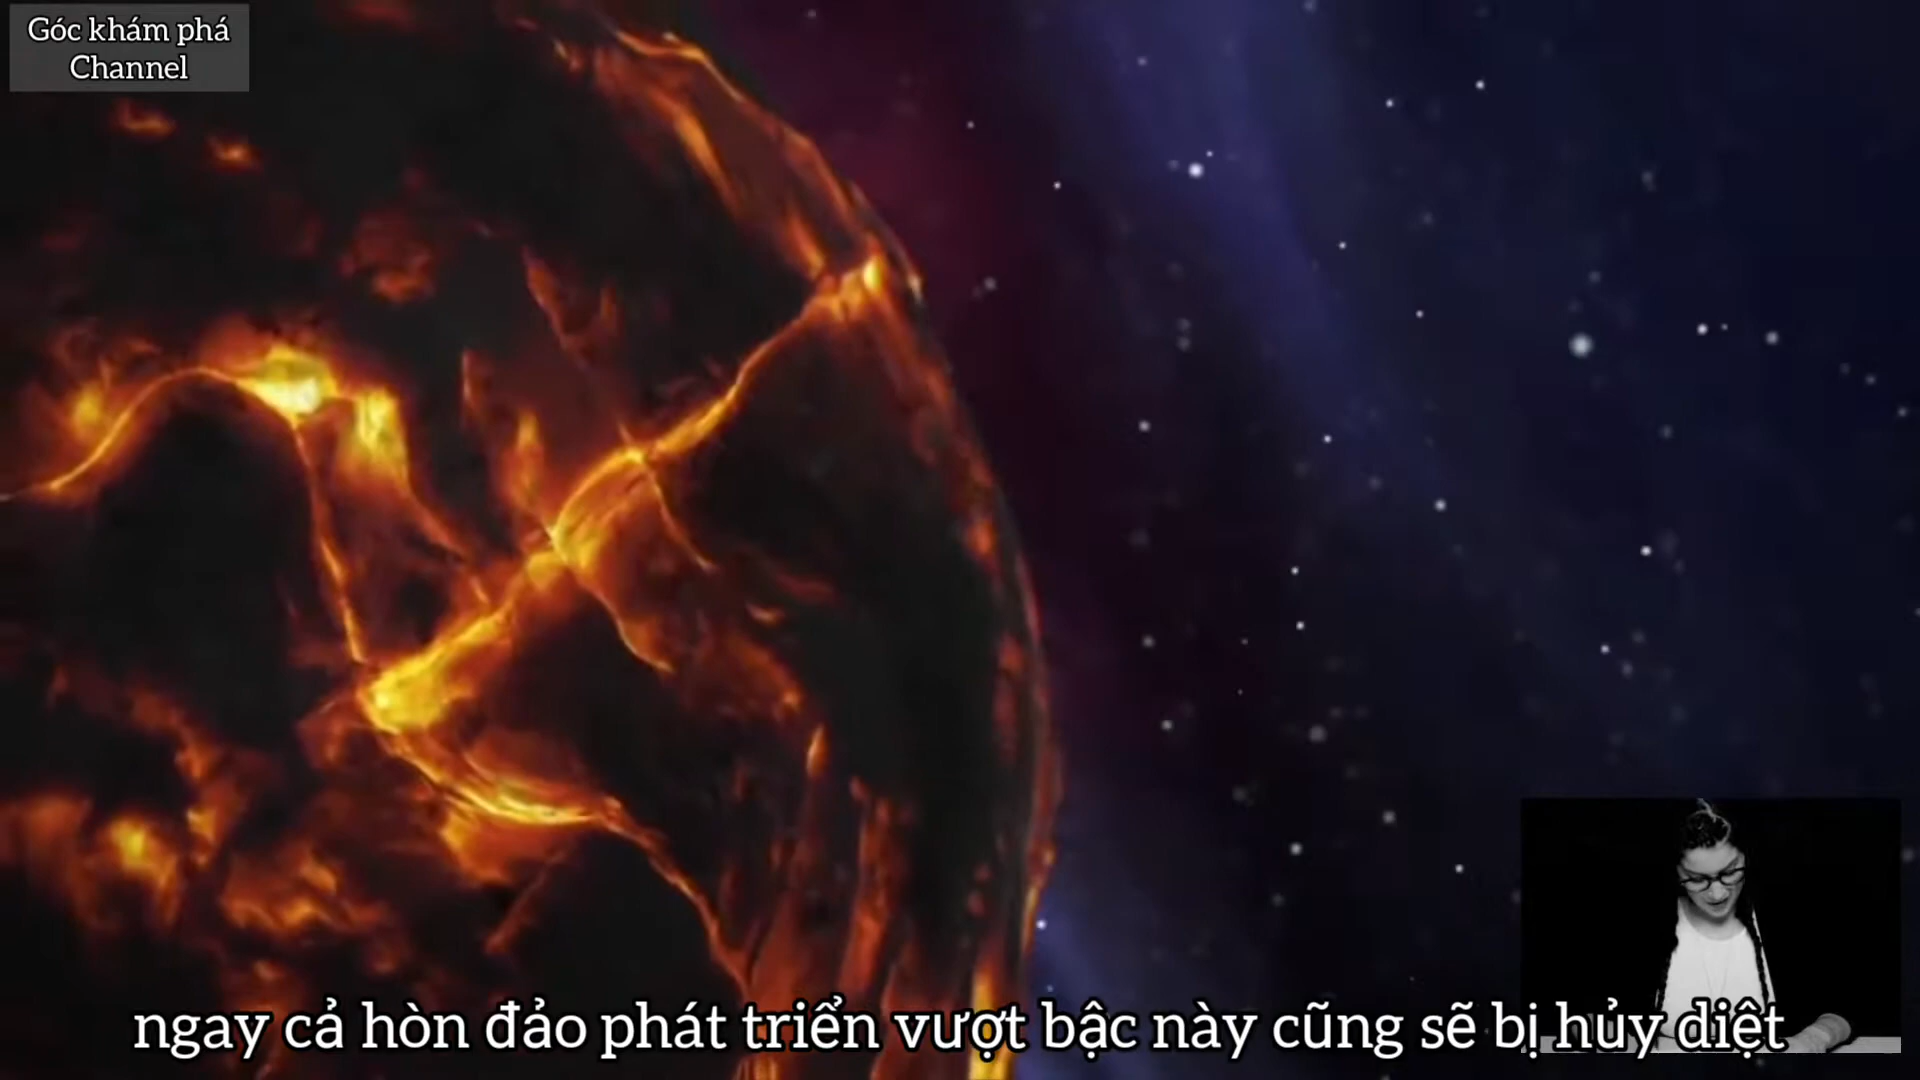 Góc khám phá
Channel
ngay cả hòn đảo phát triển vượt bậc này cũng sẽ bị hủy diệt